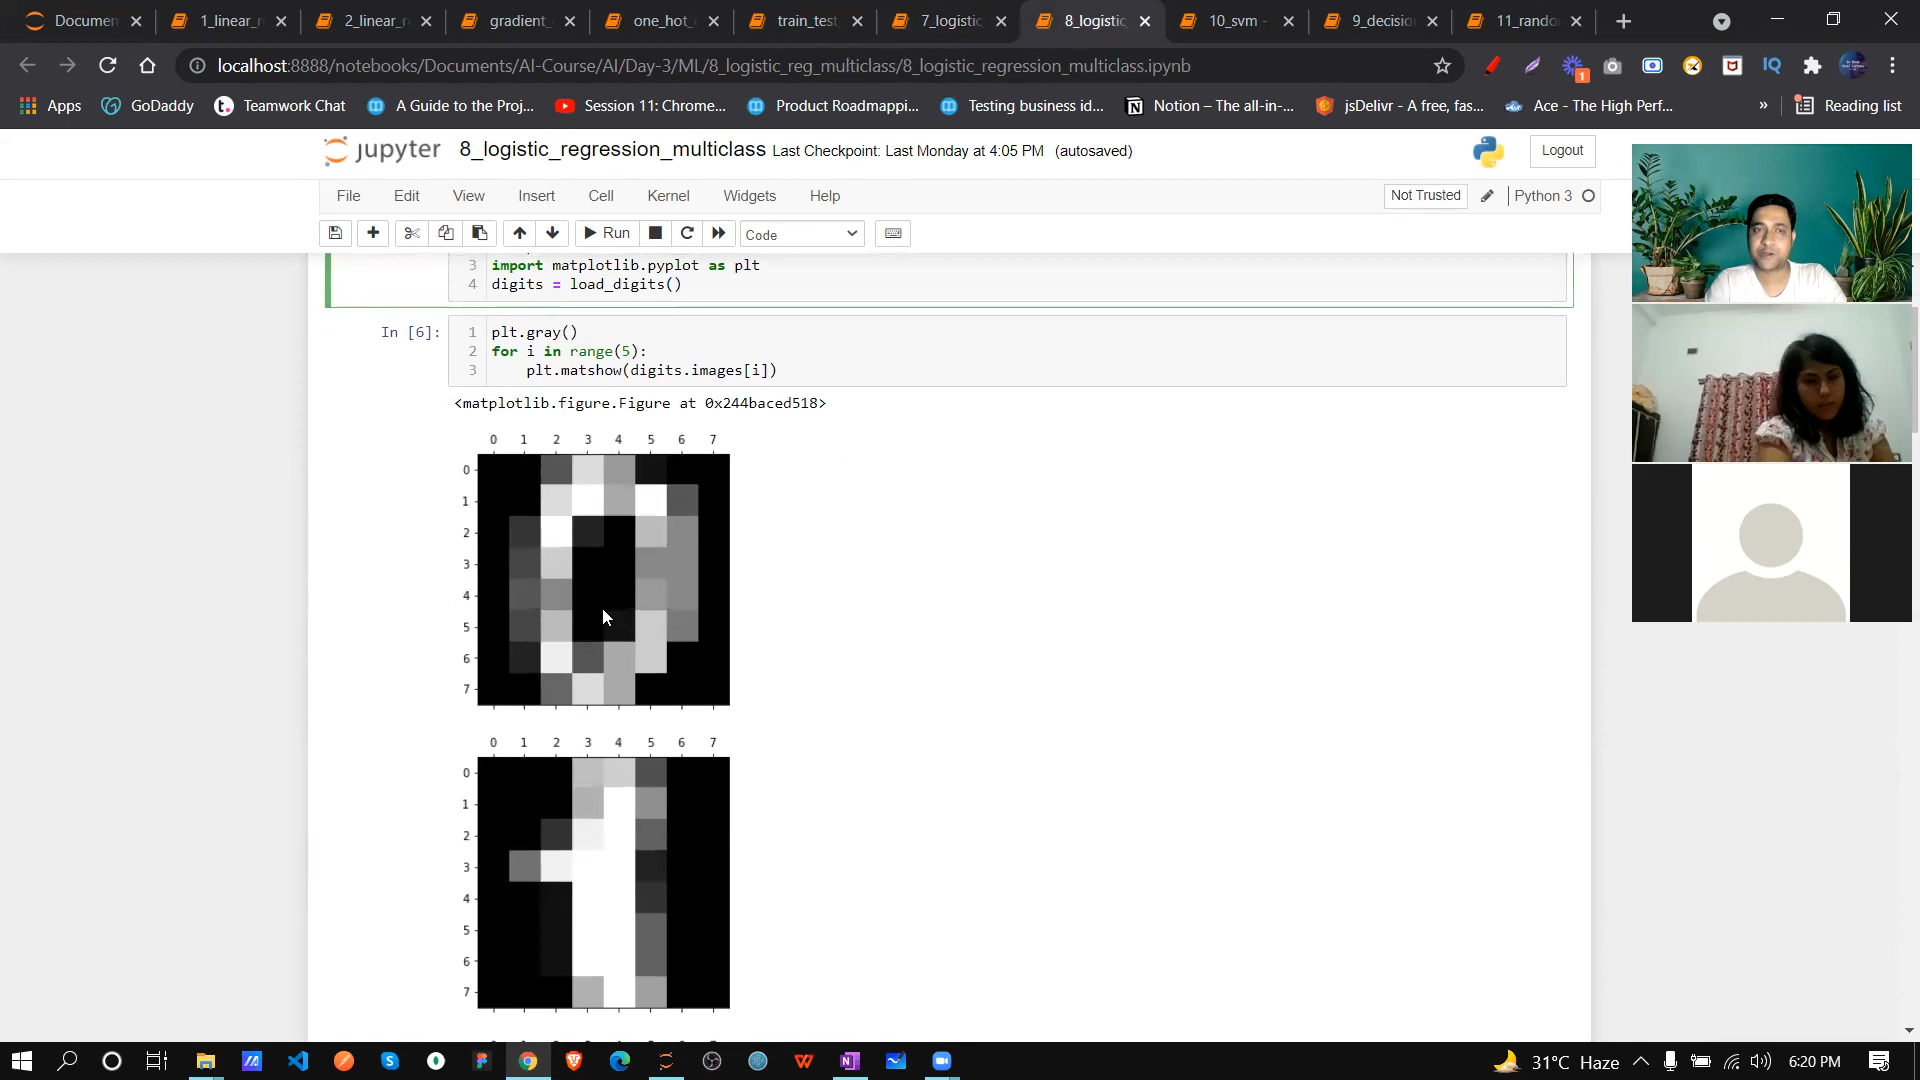 Documen
1_linear_r
2_linear_r
gradient_
one_hot_
train_test_
7_logistic_
8_logistic_
10_svm -
9_decisio
11_rando
localhost:8888/notebooks/Documents/AI-Course/AI/Day-3/ML/8_logistic_reg_multiclass/8_logistic_regression_multiclass.ipynb
1
IQ
Apps
GoDaddy
Teamwork Chat
A Guide to the Proj...
Session 11: Chrome...
Product Roadmappi...
Testing business id...
Notion – The all-in-...
jsDelivr - A free, fas...
Ace - The High Perf...
»
Reading list
jupyter
8_logistic_regression_multiclass Last Checkpoint: Last Monday at 4:05 PM (autosaved)
Logout
File Edit View Insert Cell Kernel Widgets Help
Not Trusted
Python 3
Run
Code
3 import matplotlib.pyplot as plt
4 digits = load_digits()
In [6]:
1 plt.gray()
2 for i in range(5):
3 plt.matshow(digits.images[i])
<matplotlib.figure.Figure at 0x244baced518>
0 1 2 3 4 5 6 7
0
1
2
3
4
5
6
7
0 1 2 3 4 5 6 7
0
1
2
3
4
5
6
7
31°C Haze
6:20 PM